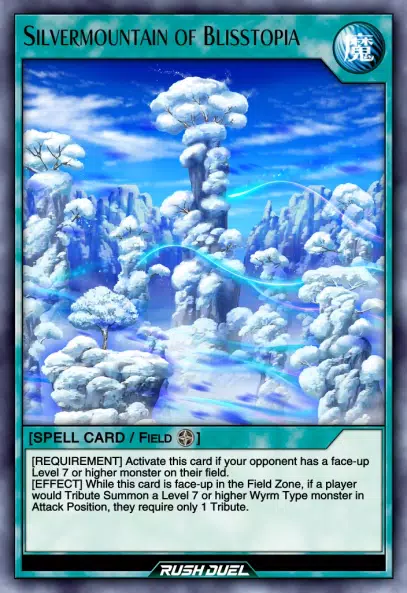 Silvermountain of Blisstopia
魔
[SPELL CARD / Field]
[REQUIREMENT] Activate this card if your opponent has a face-up
Level 7 or higher monster on their field.
[EFFECT] While this card is face-up in the Field Zone, if a player
would Tribute Summon a Level 7 or higher Wyrm Type monster in
Attack Position, they require only 1 Tribute.
RUSH DUEL